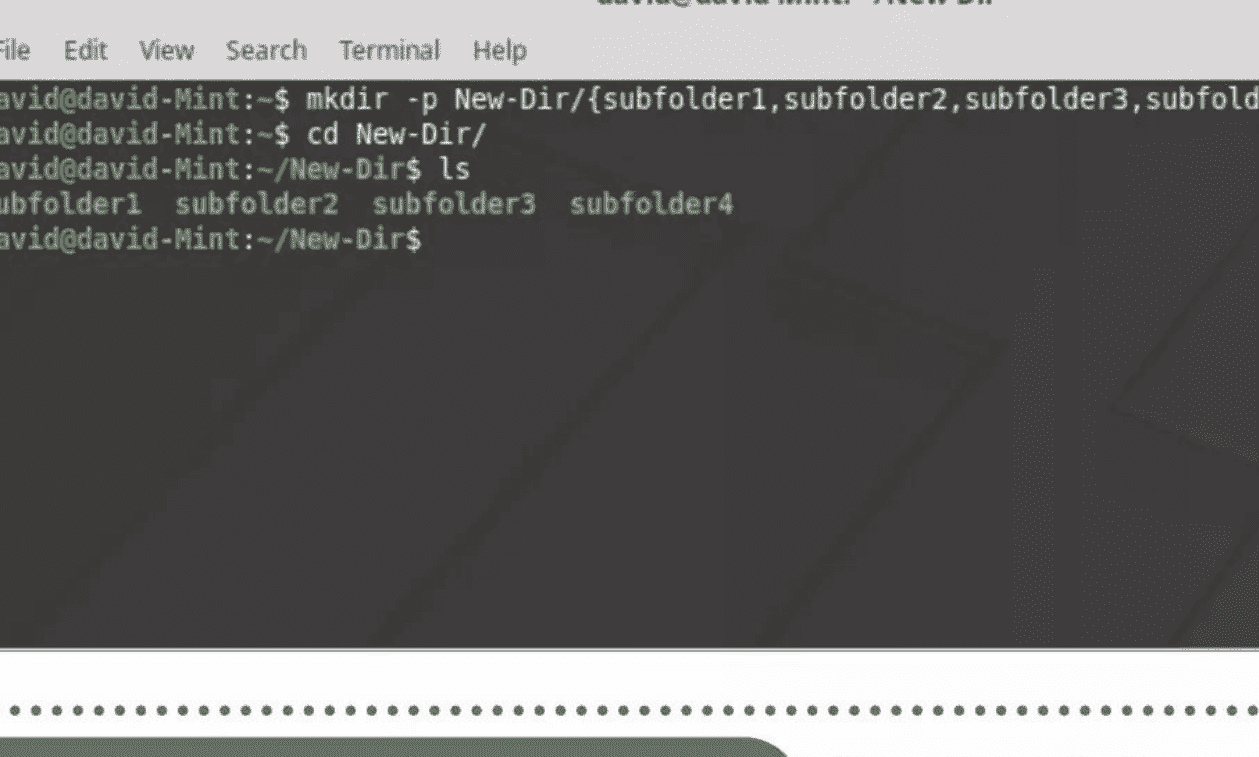 File Edit View Search Terminal Help
avid@david-Mint:~$ mkdir -p New-Dir/{subfolder1,subfolder2,subfolder3,subfold
avid@david-Mint:~$ cd New-Dir/
avid@david-Mint:~/New-Dir$ ls
ubfolder1 subfolder2 subfolder3 subfolder4
avid@david-Mint:~/New-Dir$